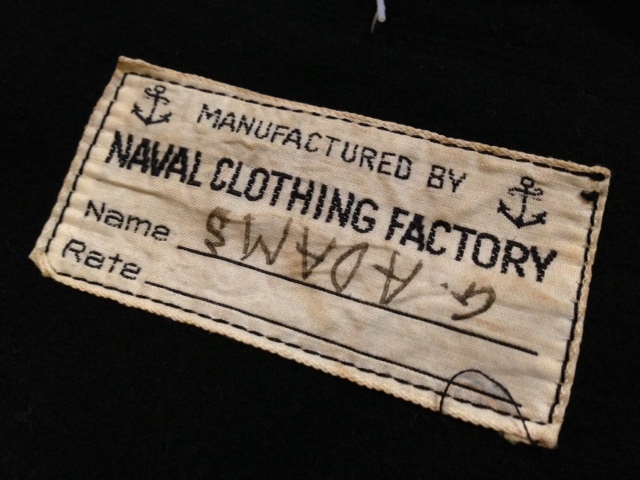 MANUFACTURED BY
NAVAL CLOTHING FACTORY
Name G. ADAMS
Rate